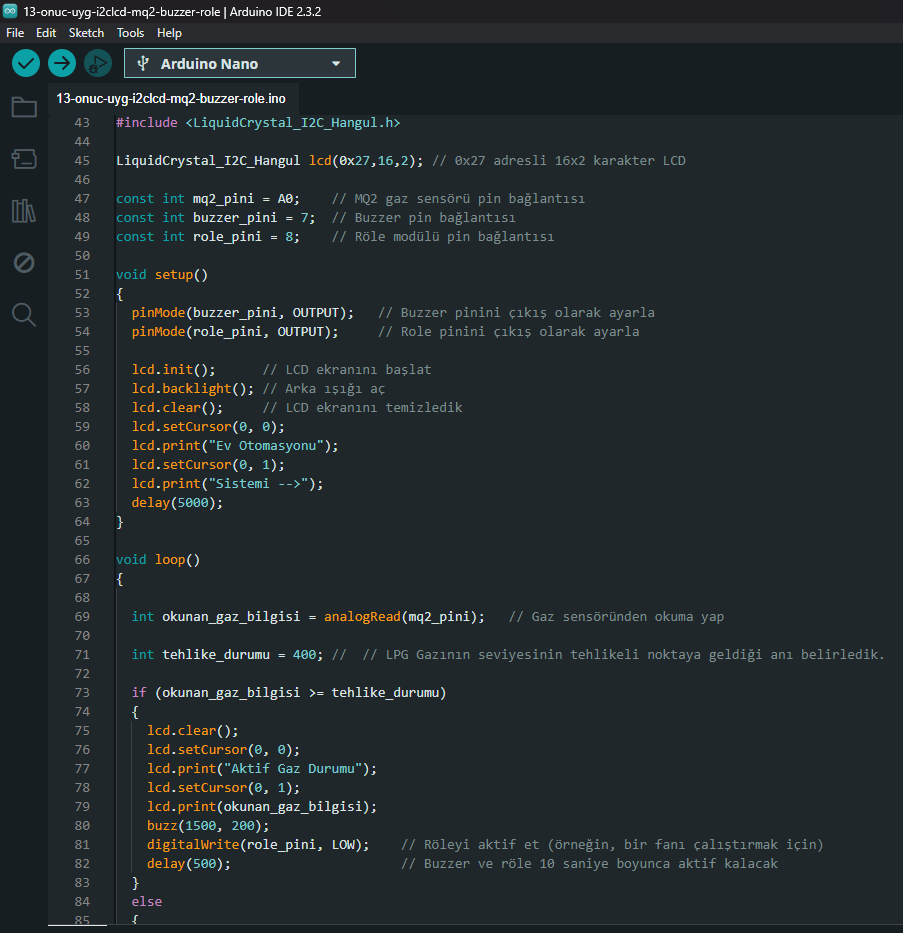 13-onuc-uyg-i2clcd-mq2-buzzer-role | Arduino IDE 2.3.2
File Edit Sketch Tools Help
Arduino Nano
13-onuc-uyg-i2clcd-mq2-buzzer-role.ino
43 #include <LiquidCrystal_I2C_Hangul.h>
44
45 LiquidCrystal_I2C_Hangul lcd(0x27,16,2); // 0x27 adresli 16x2 karakter LCD
46
47 const int mq2_pini = A0;    // MQ2 gaz sensörü pin bağlantısı
48 const int buzzer_pini = 7;  // Buzzer pin bağlantısı
49 const int role_pini = 8;    // Röle modülü pin bağlantısı
50
51 void setup()
52 {
53   pinMode(buzzer_pini, OUTPUT);   // Buzzer pinini çıkış olarak ayarla
54   pinMode(role_pini, OUTPUT);     // Role pinini çıkış olarak ayarla
55
56   lcd.init();      // LCD ekranını başlat
57   lcd.backlight(); // Arka ışığı aç
58   lcd.clear();     // LCD ekranını temizledik
59   lcd.setCursor(0, 0);
60   lcd.print("Ev Otomasyonu");
61   lcd.setCursor(0, 1);
62   lcd.print("Sistemi -->");
63   delay(5000);
64 }
65
66 void loop()
67 {
68
69   int okunan_gaz_bilgisi = analogRead(mq2_pini);   // Gaz sensöründen okuma yap
70
71   int tehlike_durumu = 400; //  // LPG Gazının seviyesinin tehlikeli noktaya geldiği anı belirledik.
72
73   if (okunan_gaz_bilgisi >= tehlike_durumu)
74   {
75     lcd.clear();
76     lcd.setCursor(0, 0);
77     lcd.print("Aktif Gaz Durumu");
78     lcd.setCursor(0, 1);
79     lcd.print(okunan_gaz_bilgisi);
80     buzz(1500, 200);
81     digitalWrite(role_pini, LOW);    // Röleyi aktif et (örneğin, bir fanı çalıştırmak için)
82     delay(500);                      // Buzzer ve röle 10 saniye boyunca aktif kalacak
83   }
84   else
85   {